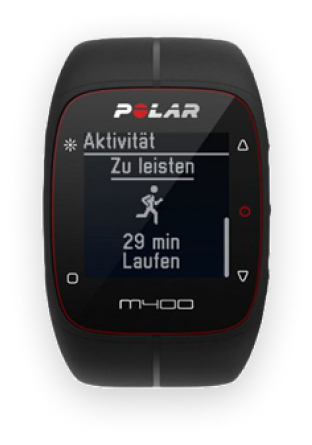 POLAR
Aktivität
Zu leisten
29 min
Laufen
M400